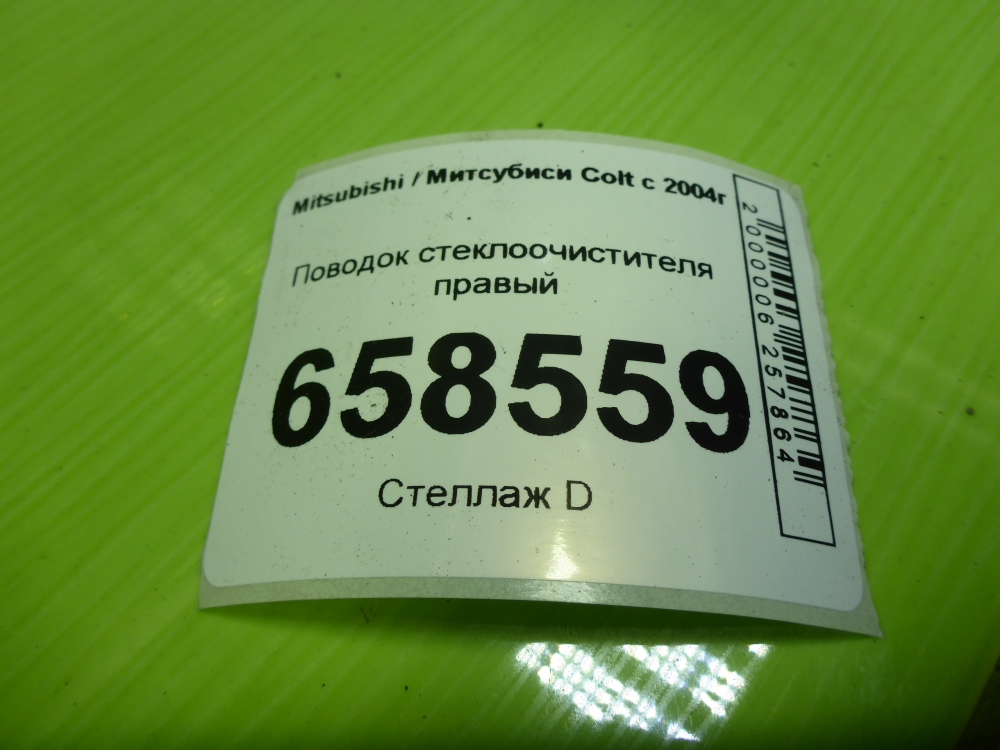 Mitsubishi / Митсубиси Colt с 2004г
Поводок стеклоочистителя
правый
658559
Стеллаж D
2000006257864